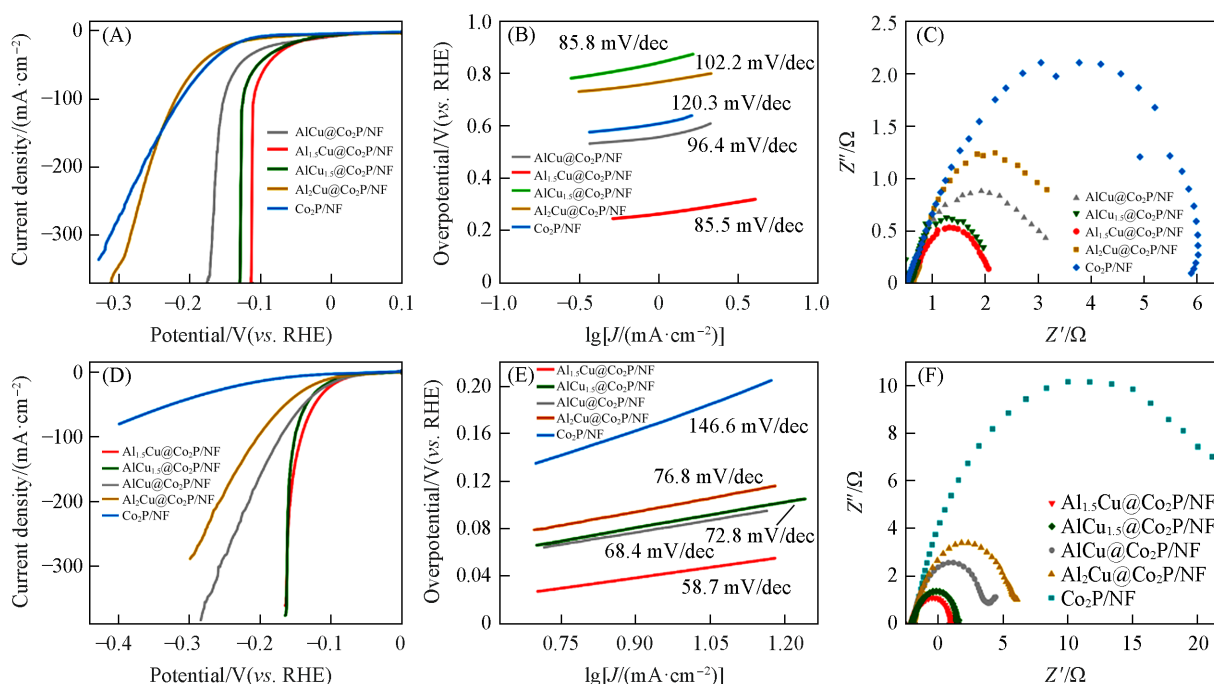 (A)
Current density/(mA·cm⁻²)
0
−100
−200
−300
AlCu@Co₂P/NF
Al₁.₅Cu@Co₂P/NF
AlCu₁.₅@Co₂P/NF
Al₂Cu@Co₂P/NF
Co₂P/NF
−0.3
−0.2
−0.1
0
0.1
Potential/V(vs. RHE)
(B)
Overpotential/V(vs. RHE)
1.0
0.8
0.6
0.4
0.2
0
85.8 mV/dec
102.2 mV/dec
120.3 mV/dec
96.4 mV/dec
85.5 mV/dec
AlCu@Co₂P/NF
Al₁.₅Cu@Co₂P/NF
AlCu₁.₅@Co₂P/NF
Al₂Cu@Co₂P/NF
Co₂P/NF
−1.0
−0.5
0
0.5
1.0
lg[J/(mA·cm⁻²)]
(C)
Z″/Ω
2.5
2.0
1.5
1.0
0.5
0
AlCu@Co₂P/NF
AlCu₁.₅@Co₂P/NF
Al₁.₅Cu@Co₂P/NF
Al₂Cu@Co₂P/NF
Co₂P/NF
1
2
3
4
5
6
Z′/Ω
(D)
Current density/(mA·cm⁻²)
0
−100
−200
−300
Al₁.₅Cu@Co₂P/NF
AlCu₁.₅@Co₂P/NF
AlCu@Co₂P/NF
Al₂Cu@Co₂P/NF
Co₂P/NF
−0.4
−0.3
−0.2
−0.1
0
Potential/V(vs. RHE)
(E)
Overpotential/V(vs. RHE)
0.20
0.16
0.12
0.08
0.04
0
Al₁.₅Cu@Co₂P/NF
AlCu₁.₅@Co₂P/NF
AlCu@Co₂P/NF
Al₂Cu@Co₂P/NF
Co₂P/NF
146.6 mV/dec
76.8 mV/dec
72.8 mV/dec
68.4 mV/dec
58.7 mV/dec
0.75
0.90
1.05
1.20
lg[J/(mA·cm⁻²)]
(F)
Z″/Ω
10
8
6
4
2
0
Al₁.₅Cu@Co₂P/NF
AlCu₁.₅@Co₂P/NF
AlCu@Co₂P/NF
Al₂Cu@Co₂P/NF
Co₂P/NF
0
5
10
15
20
Z′/Ω